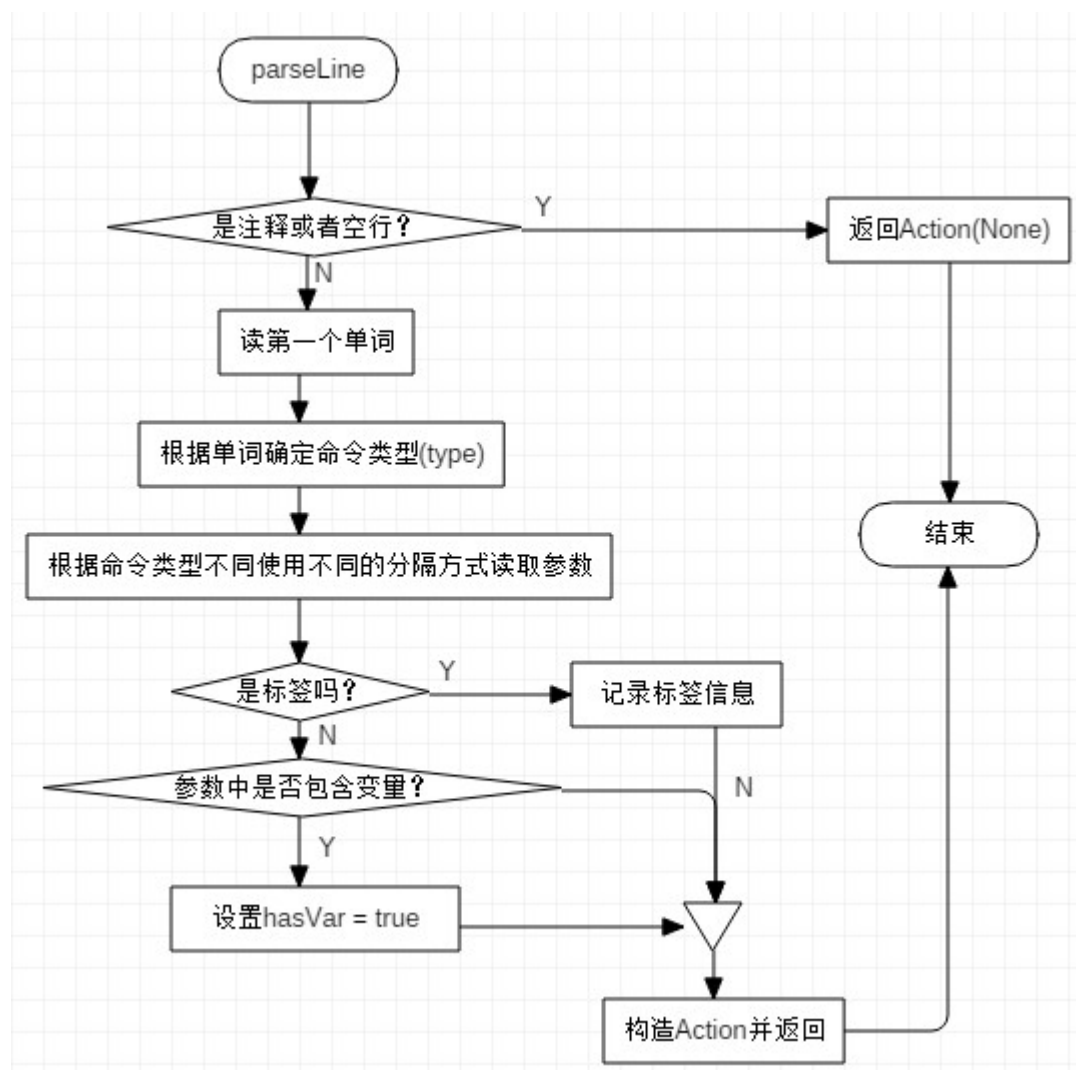 parseLine
是注释或者空行?
Y
返回Action(None)
N
读第一个单词
根据单词确定命令类型(type)
结束
根据命令类型不同使用不同的分隔方式读取参数
是标签吗?
Y
记录标签信息
N
参数中是否包含变量?
N
Y
设置hasVar = true
构造Action并返回